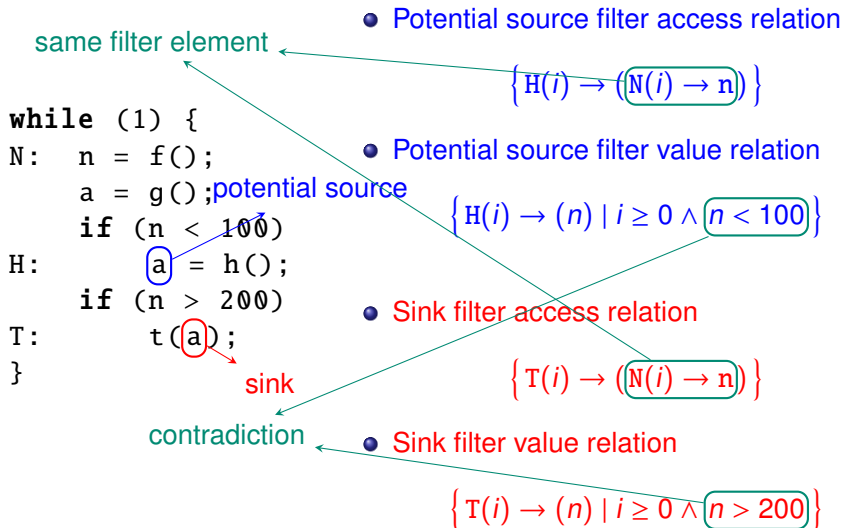 • Potential source filter access relation
same filter element
{H(i) → (N(i) → n)}
while (1) {
N: n = f();
a = g();
potential source
if (n < 100)
H: a = h();
if (n > 200)
T: t(a);
}
sink
contradiction
• Potential source filter value relation
{H(i) → (n) | i ≥ 0 ∧ n < 100}
• Sink filter access relation
{T(i) → (N(i) → n)}
• Sink filter value relation
{T(i) → (n) | i ≥ 0 ∧ n > 200}